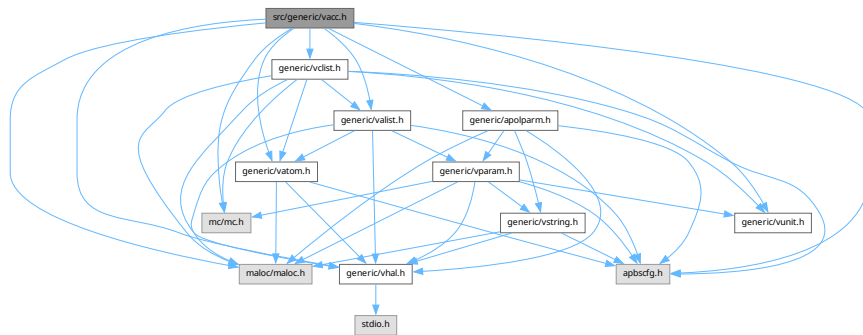 src/generic/vacc.h
generic/vclist.h
generic/valist.h
generic/apolparm.h
generic/vatom.h
generic/vparam.h
mc/mc.h
generic/vstring.h
generic/vunit.h
maloc/maloc.h
generic/vhal.h
apbscfg.h
stdio.h